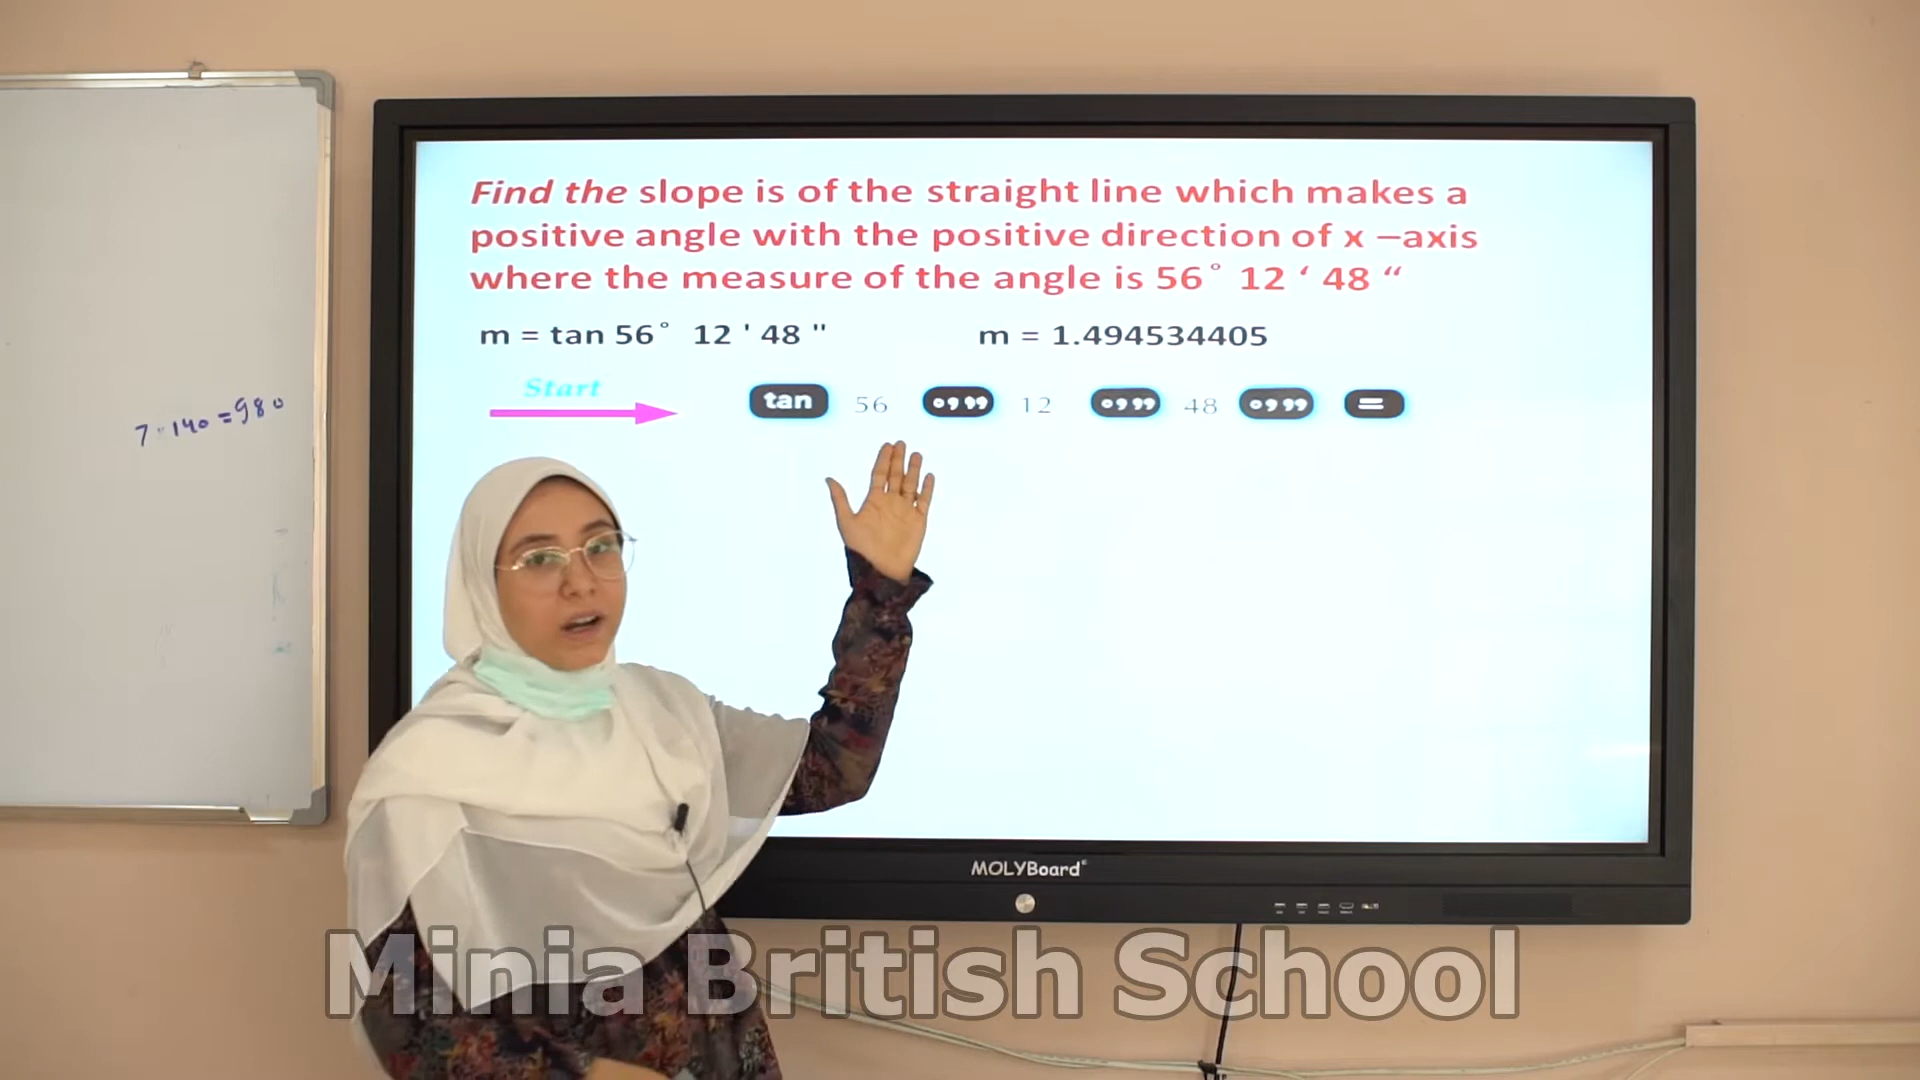 7 · 140 = 980
Find the slope is of the straight line which makes a
positive angle with the positive direction of x –axis
where the measure of the angle is 56° 12 ‘ 48 “
m = tan 56° 12 ' 48 " m = 1.494534405
Start
tan 56 °,,, 12 °,,, 48 °,,, =
MOLYBoard
Minia British School